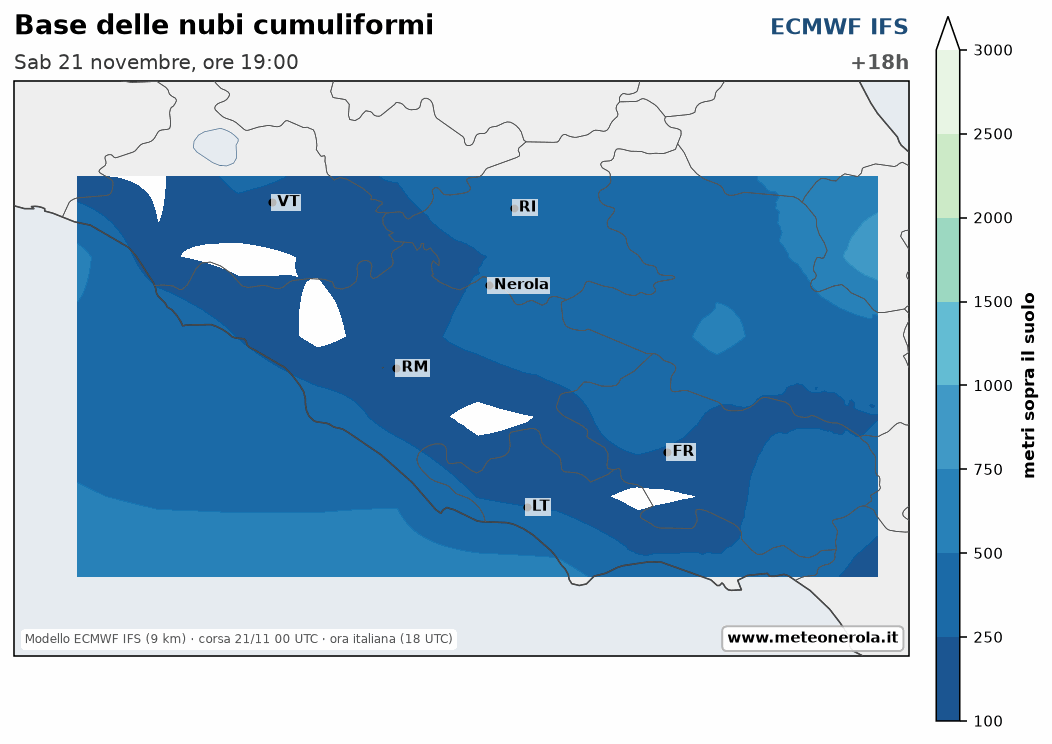 Base delle nubi cumuliformi
ECMWF IFS
Sab 21 novembre, ore 19:00
+18h
VT
RI
Nerola
RM
FR
LT
Modello ECMWF IFS (9 km) · corsa 21/11 00 UTC · ora italiana (18 UTC)
www.meteonerola.it
3000
2500
2000
1500
1000
750
500
250
100
metri sopra il suolo